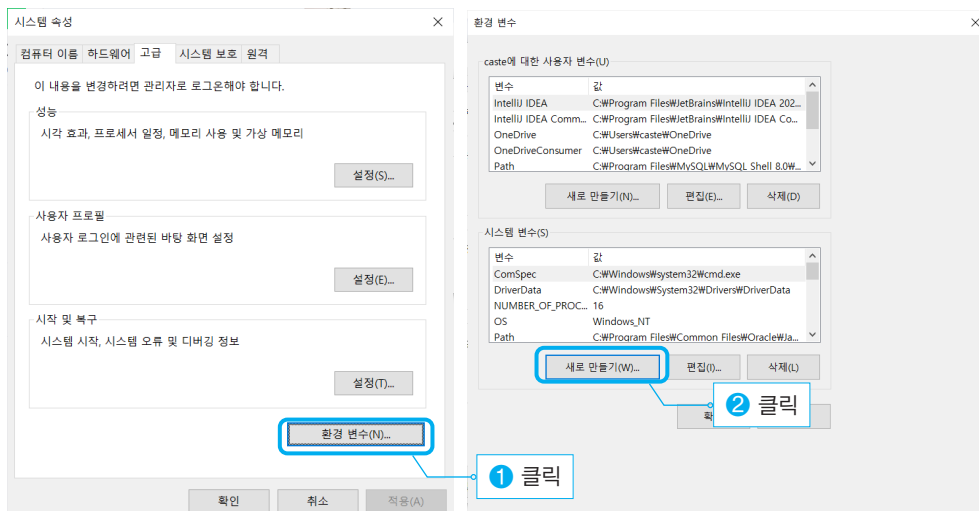 시스템 속성
컴퓨터 이름 하드웨어 고급 시스템 보호 원격
이 내용을 변경하려면 관리자로 로그온해야 합니다.
성능
시각 효과, 프로세서 일정, 메모리 사용 및 가상 메모리
설정(S)...
사용자 프로필
사용자 로그인에 관련된 바탕 화면 설정
설정(E)...
시작 및 복구
시스템 시작, 시스템 오류 및 디버깅 정보
설정(T)...
환경 변수(N)...
1 클릭
확인 취소 적용(A)
환경 변수
caste에 대한 사용자 변수(U)
변수 값
IntelliJ IDEA C:₩Program Files₩JetBrains₩IntelliJ IDEA 202...
IntelliJ IDEA Comm... C:₩Program Files₩JetBrains₩IntelliJ IDEA Co...
OneDrive C:₩Users₩caste₩OneDrive
OneDriveConsumer C:₩Users₩caste₩OneDrive
Path C:₩Program Files₩MySQL₩MySQL Shell 8.0₩...
새로 만들기(N)... 편집(E)... 삭제(D)
시스템 변수(S)
변수 값
ComSpec C:₩Windows₩system32₩cmd.exe
DriverData C:₩Windows₩System32₩Drivers₩DriverData
NUMBER_OF_PROC... 16
OS Windows_NT
Path C:₩Program Files₩Common Files₩Oracle₩Ja...
새로 만들기(W)... 편집(I)... 삭제(L)
2 클릭